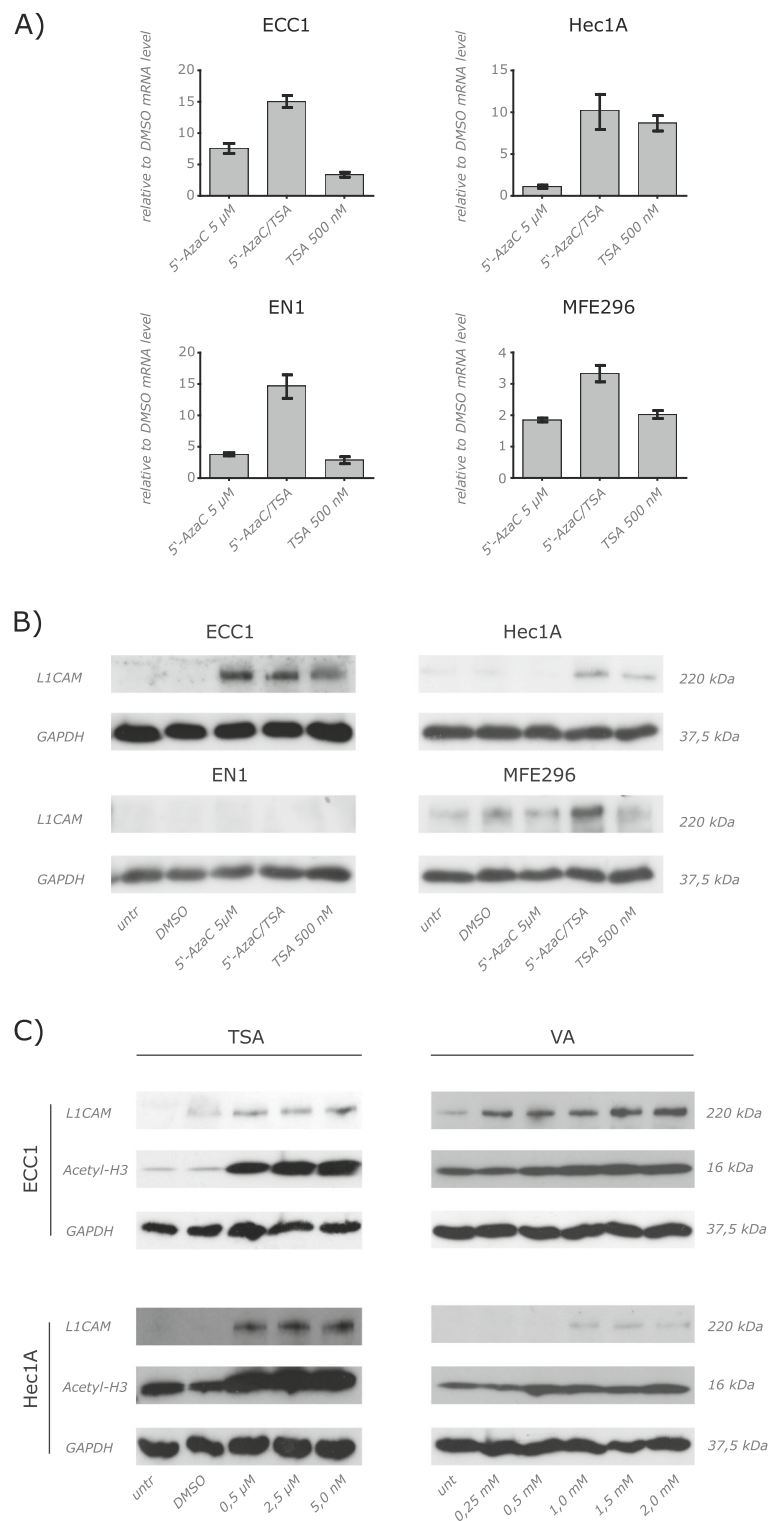 A)
ECC1
Hec1A
relative to DMSO mRNA level
20
15
10
5
0
5'-AzaC 5 µM
5'-AzaC/TSA
TSA 500 nM
relative to DMSO mRNA level
15
10
5
0
5'-AzaC 5 µM
5'-AzaC/TSA
TSA 500 nM
EN1
MFE296
relative to DMSO mRNA level
20
15
10
5
0
5'-AzaC 5 µM
5'-AzaC/TSA
TSA 500 nM
relative to DMSO mRNA level
4
3
2
1
0
5'-AzaC 5 µM
5'-AzaC/TSA
TSA 500 nM
B)
ECC1
Hec1A
L1CAM
220 kDa
GAPDH
37,5 kDa
EN1
MFE296
L1CAM
220 kDa
GAPDH
37,5 kDa
untr
DMSO
5'-AzaC 5µM
5'-AzaC/TSA
TSA 500 nM
untr
DMSO
5'-AzaC 5µM
5'-AzaC/TSA
TSA 500 nM
C)
TSA
VA
ECC1
L1CAM
220 kDa
Acetyl-H3
16 kDa
GAPDH
37,5 kDa
Hec1A
L1CAM
220 kDa
Acetyl-H3
16 kDa
GAPDH
37,5 kDa
untr
DMSO
0,5 µM
2,5 µM
5,0 nM
unt
0,25 mM
0,5 mM
1,0 mM
1,5 mM
2,0 mM